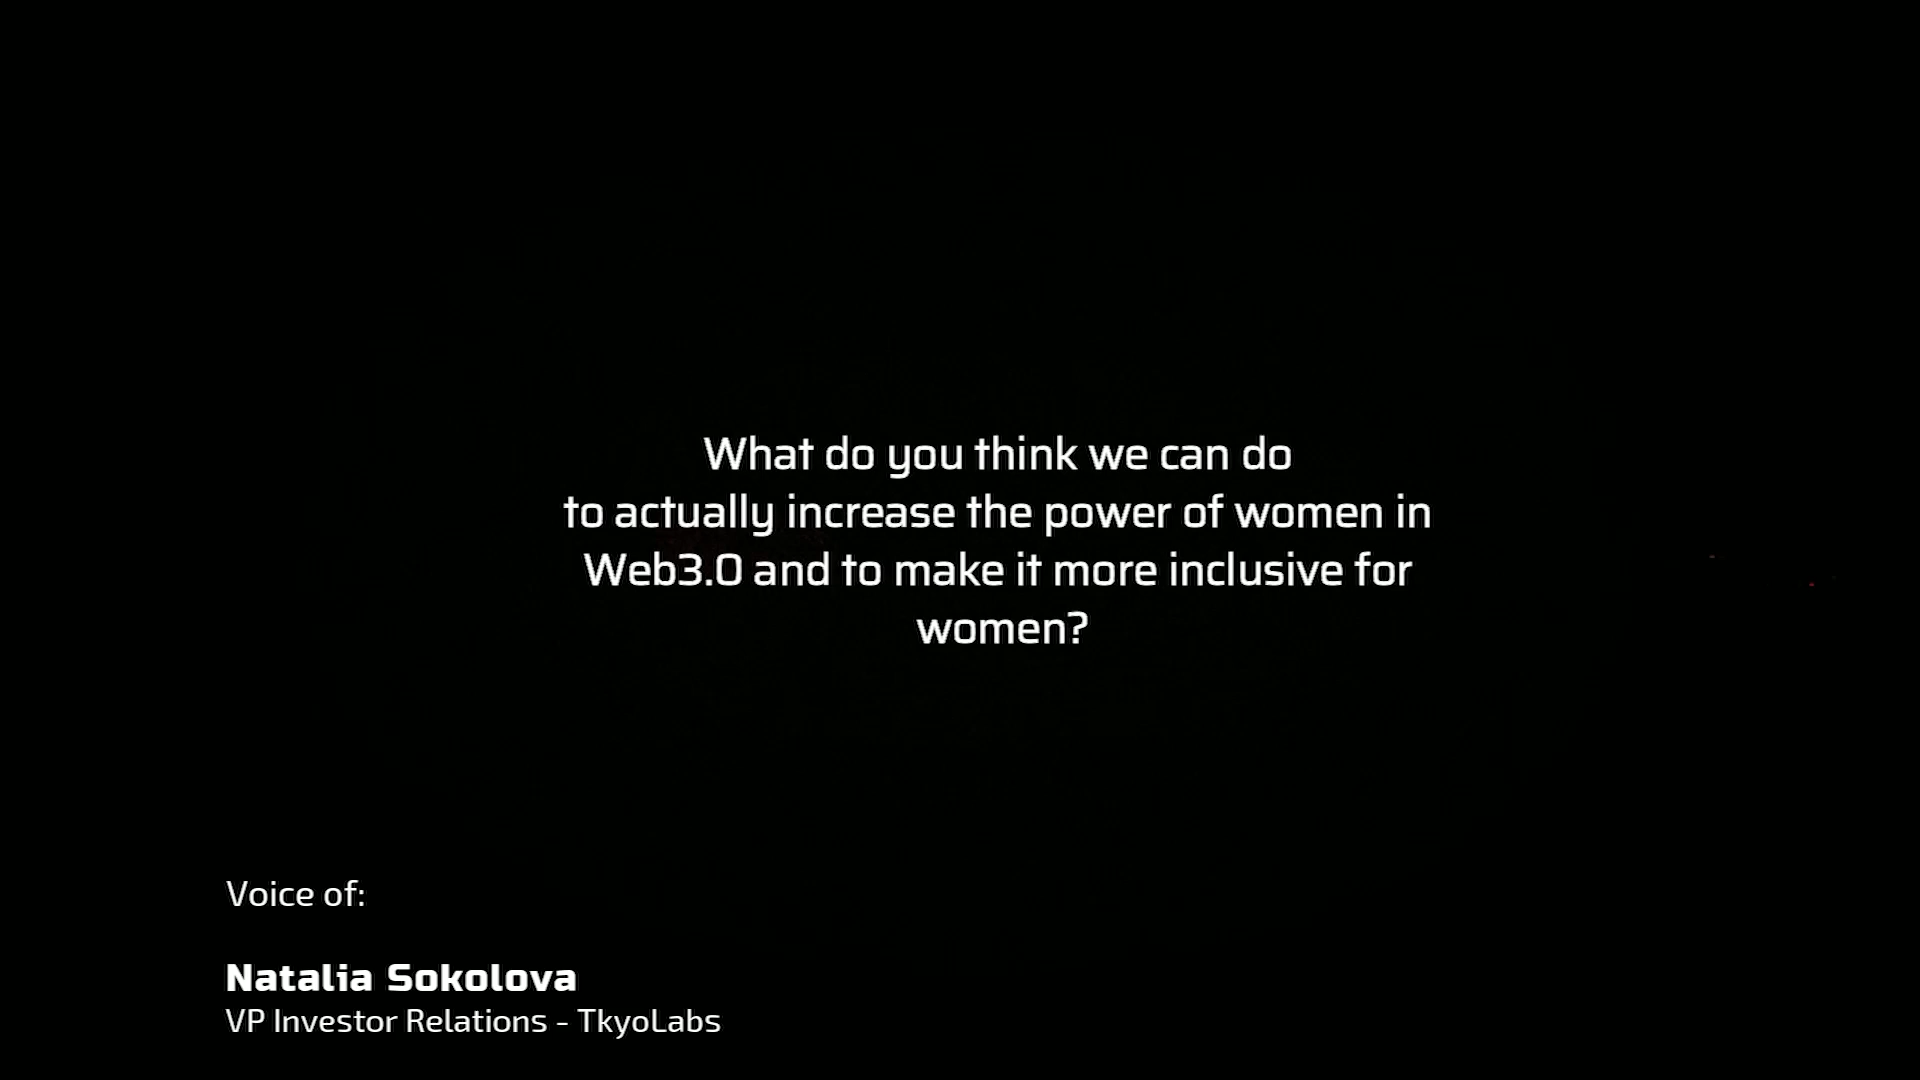 What do you think we can do
to actually increase the power of women in
Web3.0 and to make it more inclusive for
women?
Voice of:
Natalia Sokolova
VP Investor Relations - TkyoLabs